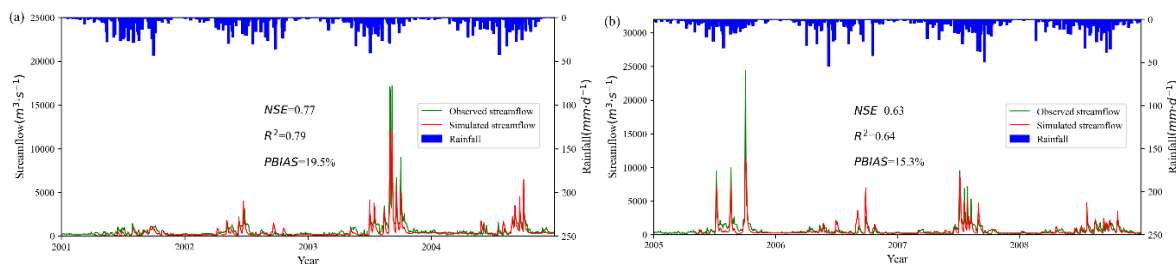 (a)
25000
20000
15000
10000
5000
0
Streamflow(m³·s⁻¹)
0
50
100
150
200
250
Rainfall(mm·d⁻¹)
NSE=0.77
R²=0.79
PBIAS=19.5%
Observed streamflow
Simulated streamflow
Rainfall
2001
2002
2003
2004
Year
(b)
30000
25000
20000
15000
10000
5000
0
Streamflow(m³·s⁻¹)
0
50
100
150
200
250
Rainfall(mm·d⁻¹)
NSE 0.63
R²=0.64
PBIAS=15.3%
Observed streamflow
Simulated streamflow
Rainfall
2005
2006
2007
2008
Year